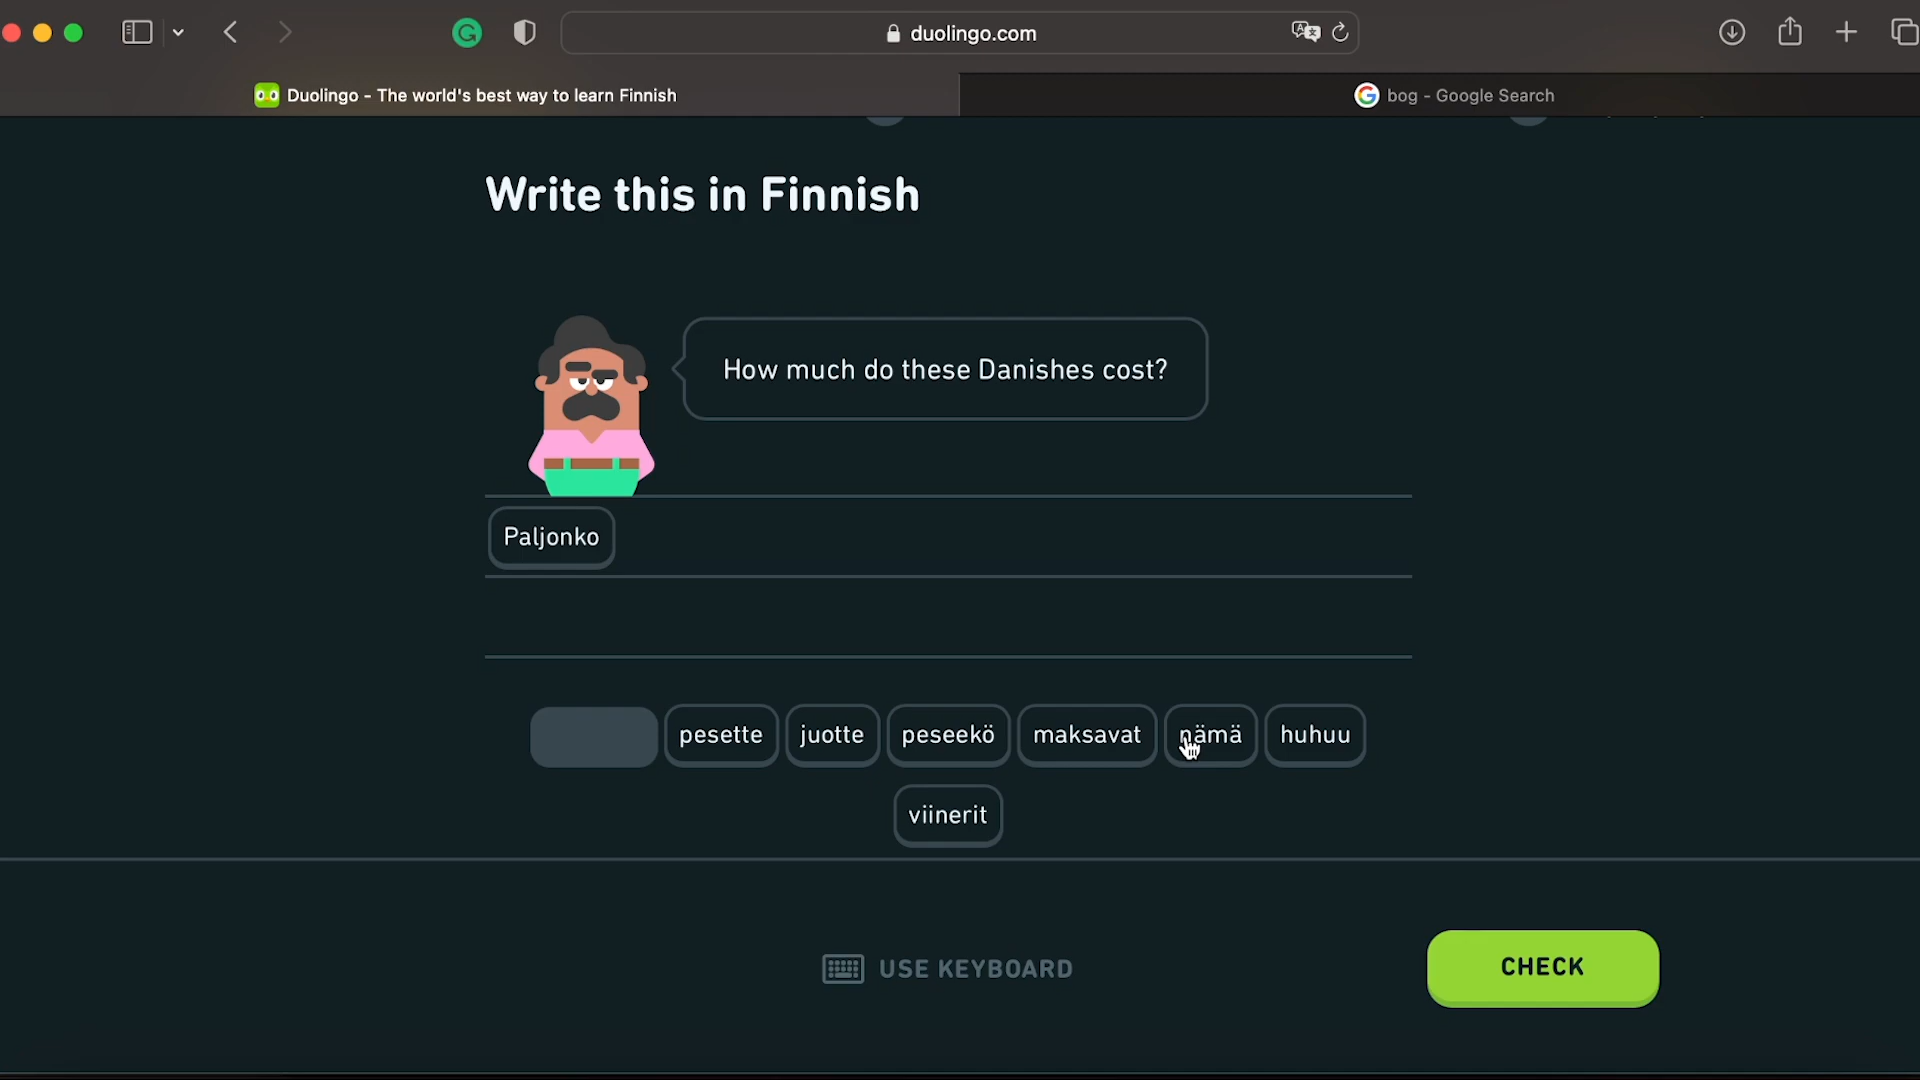 duolingo.com
Duolingo - The world's best way to learn Finnish
bog - Google Search
Write this in Finnish
How much do these Danishes cost?
Paljonko
pesette juotte peseekö maksavat nämä huhuu
viinerit
USE KEYBOARD
CHECK